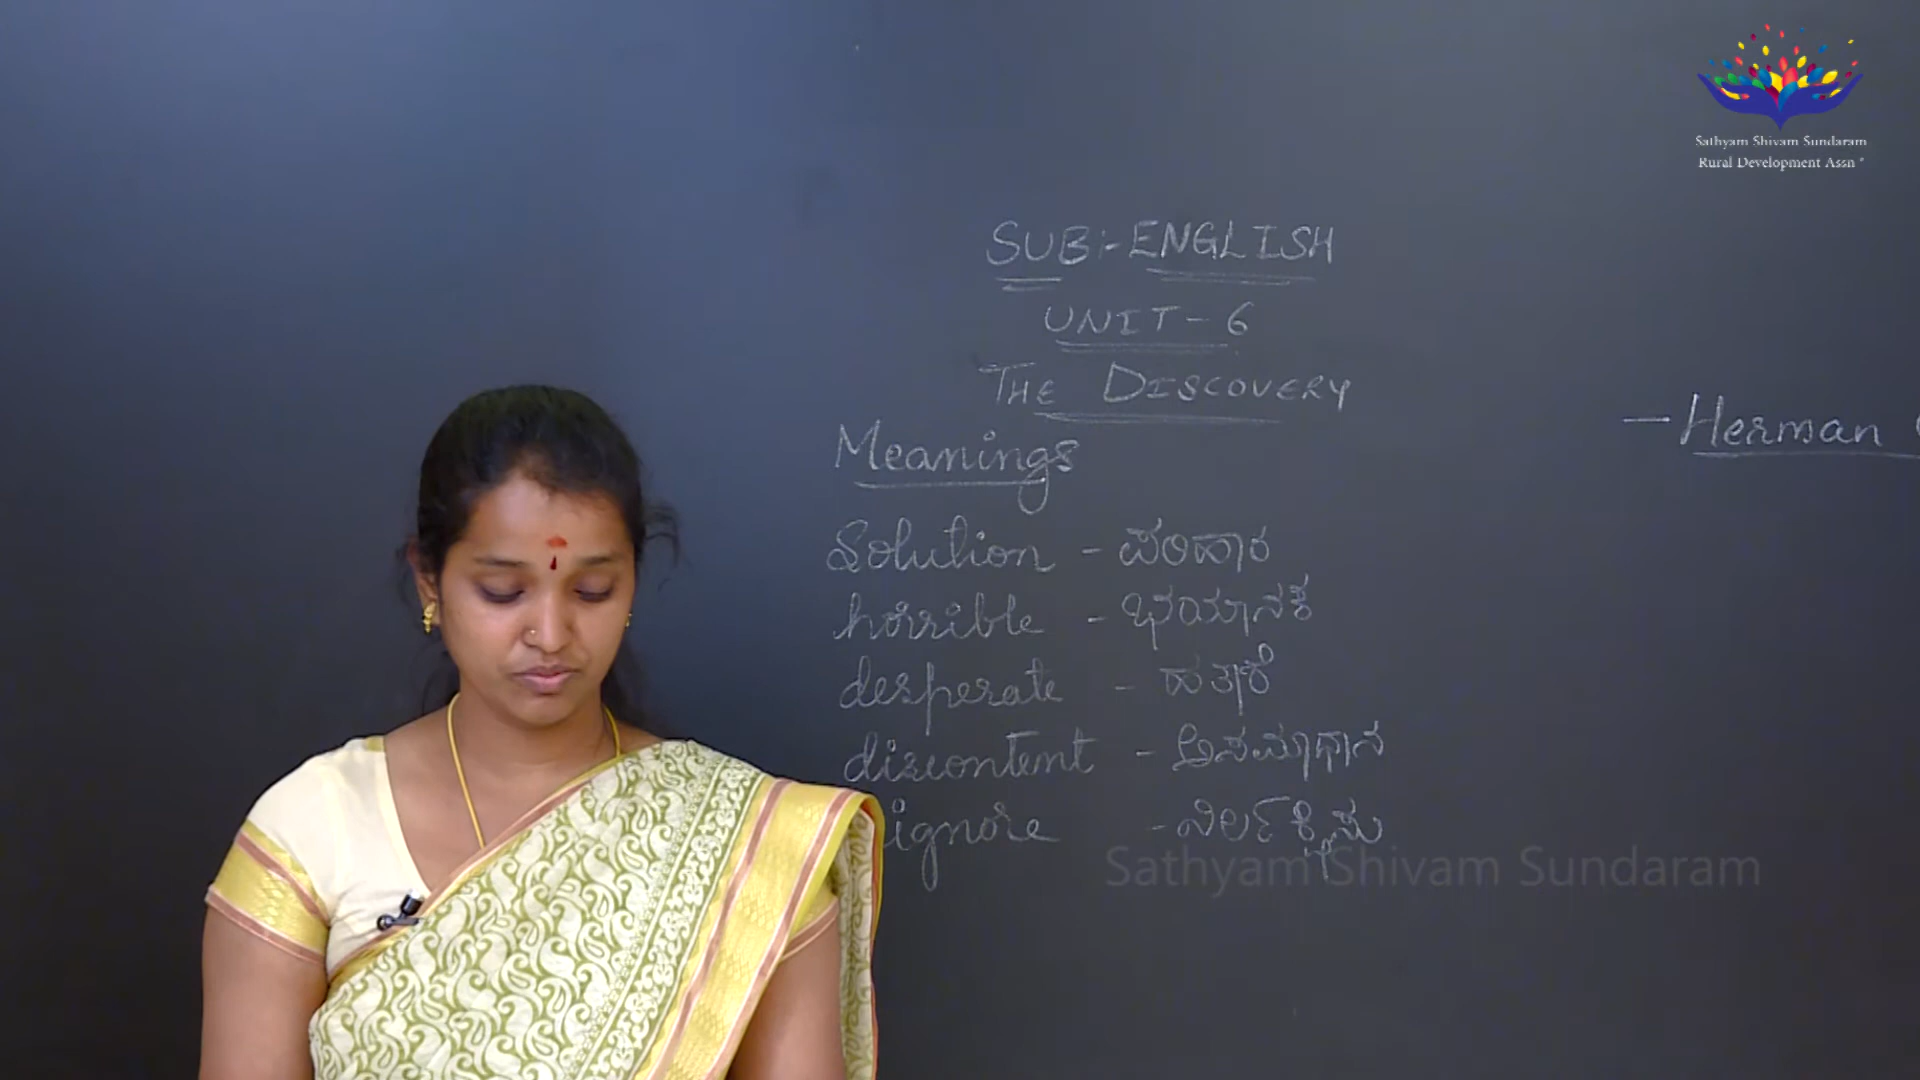 Sathyam Shivam Sundaram
Rural Development Assn ®
SUB:- ENGLISH
UNIT - 6
THE DISCOVERY
- Herman
Meanings
Solution - ಪರಿಹಾರ
horrible - ಭಯಾನಕ
desperate - ಹತಾಶೆ
discontent - ಅಸಮಾಧಾನ
ignore - ನಿರ್ಲಕ್ಷಿಸು
Sathyam Shivam Sundaram